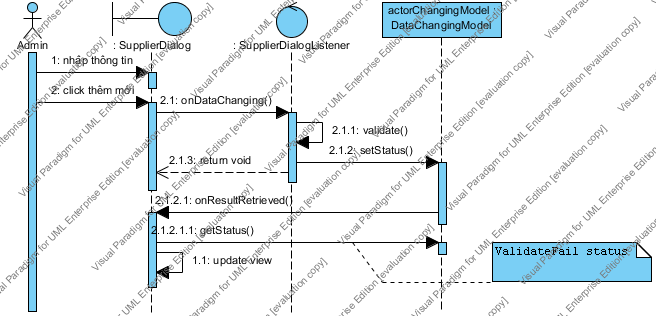 actorChangingModel
DataChangingModel
Admin
: SupplierDialog
: SupplierDialogListener
1: nhập thông tin
2: click thêm mới
2.1: onDataChanging()
2.1.1: validate()
2.1.2: setStatus()
2.1.3: return void
2.1.2.1: onResultRetrieved()
2.1.2.1.1: getStatus()
ValidateFail status
1.1: update view
Visual Paradigm for UML Enterprise Edition [evaluation copy]